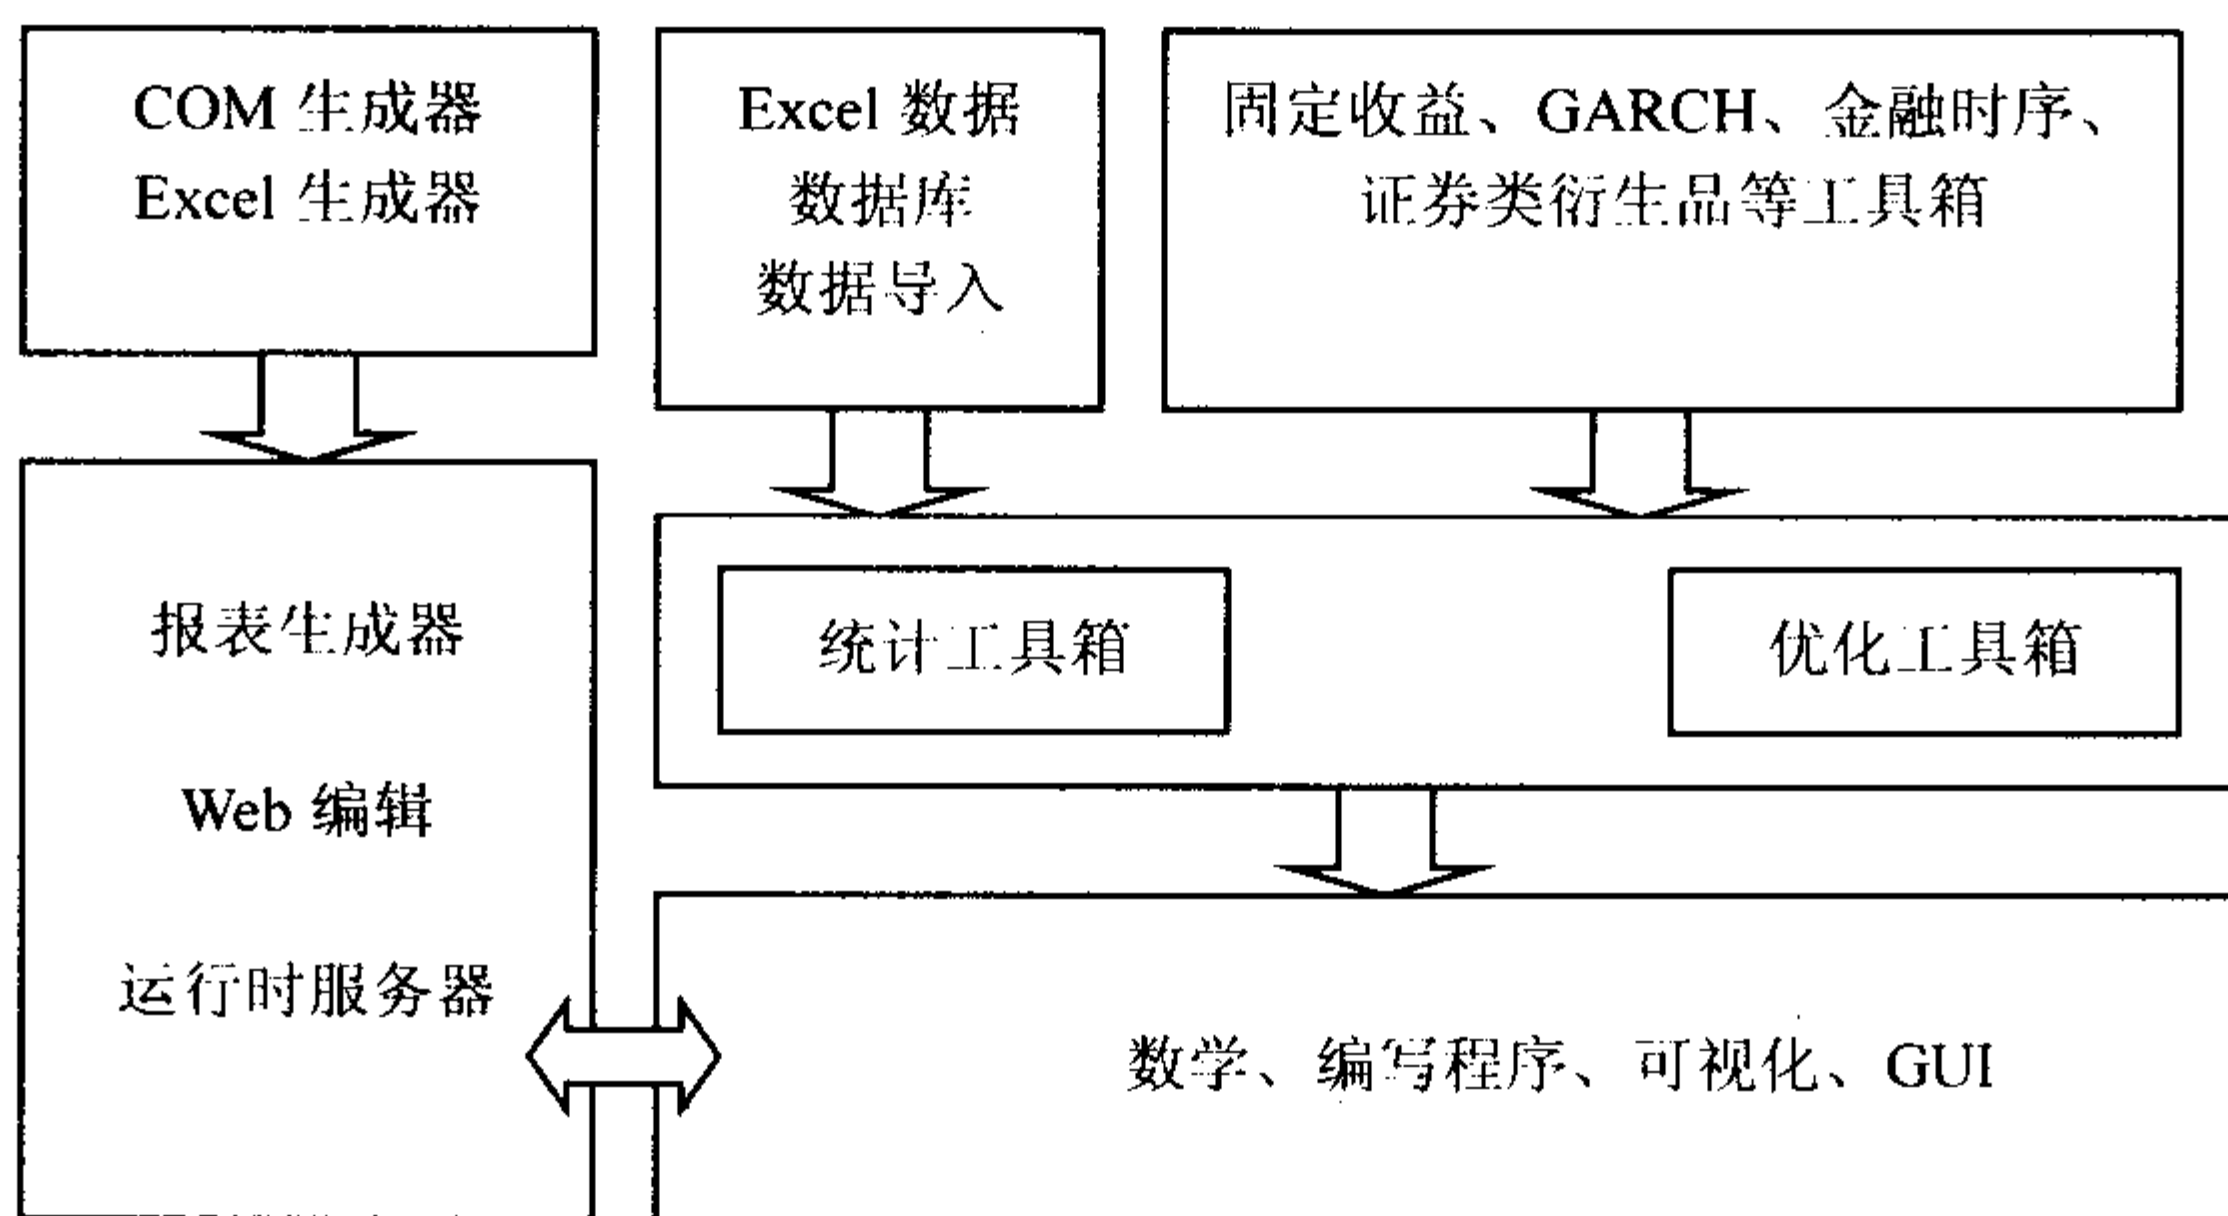 COM 生成器
Excel 生成器
Excel 数据
数据库
数据导入
固定收益、GARCH、金融时序、
证券类衍生品等工具箱
报表生成器
Web 编辑
运行时服务器
统计工具箱
优化工具箱
数学、编写程序、可视化、GUI